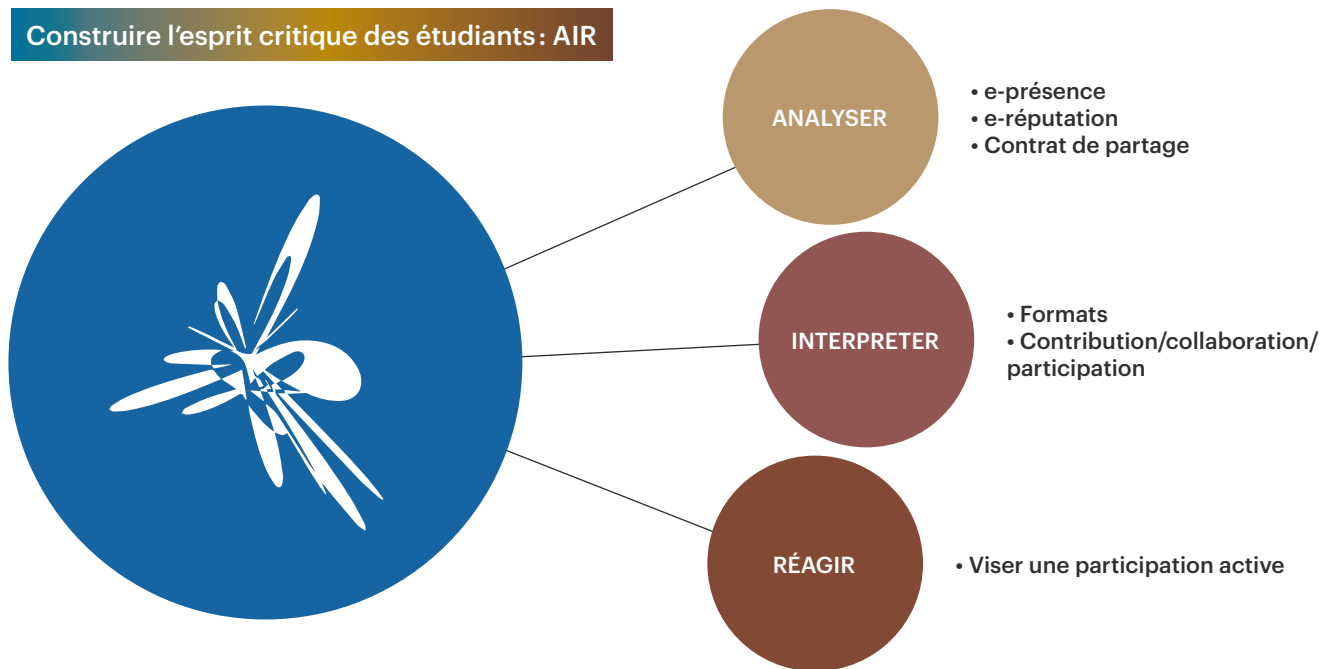 Construire l'esprit critique des étudiants : AIR
ANALYSER
• e-présence
• e-réputation
• Contrat de partage
INTERPRETER
• Formats
• Contribution/collaboration/
participation
RÉAGIR
• Viser une participation active